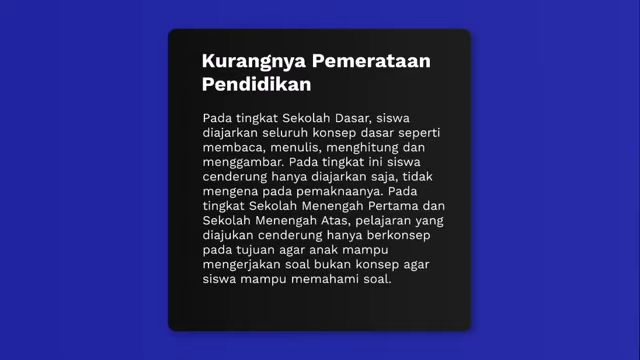 Kurangnya Pemerataan
Pendidikan
Pada tingkat Sekolah Dasar, siswa
diajarkan seluruh konsep dasar seperti
membaca, menulis, menghitung dan
menggambar. Pada tingkat ini siswa
cenderung hanya diajarkan saja, tidak
mengena pada pemaknaanya. Pada
tingkat Sekolah Menengah Pertama dan
Sekolah Menengah Atas, pelajaran yang
diajukan cenderung hanya berkonsep
pada tujuan agar anak mampu
mengerjakan soal bukan konsep agar
siswa mampu memahami soal.